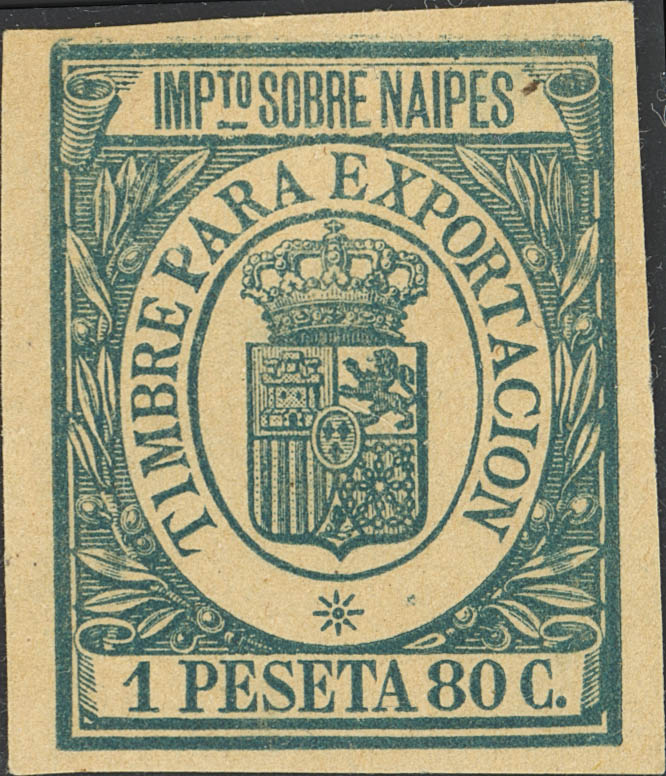 IMPTO SOBRE NAIPES
TIMBRE PARA EXPORTACION
1 PESETA 80 C.